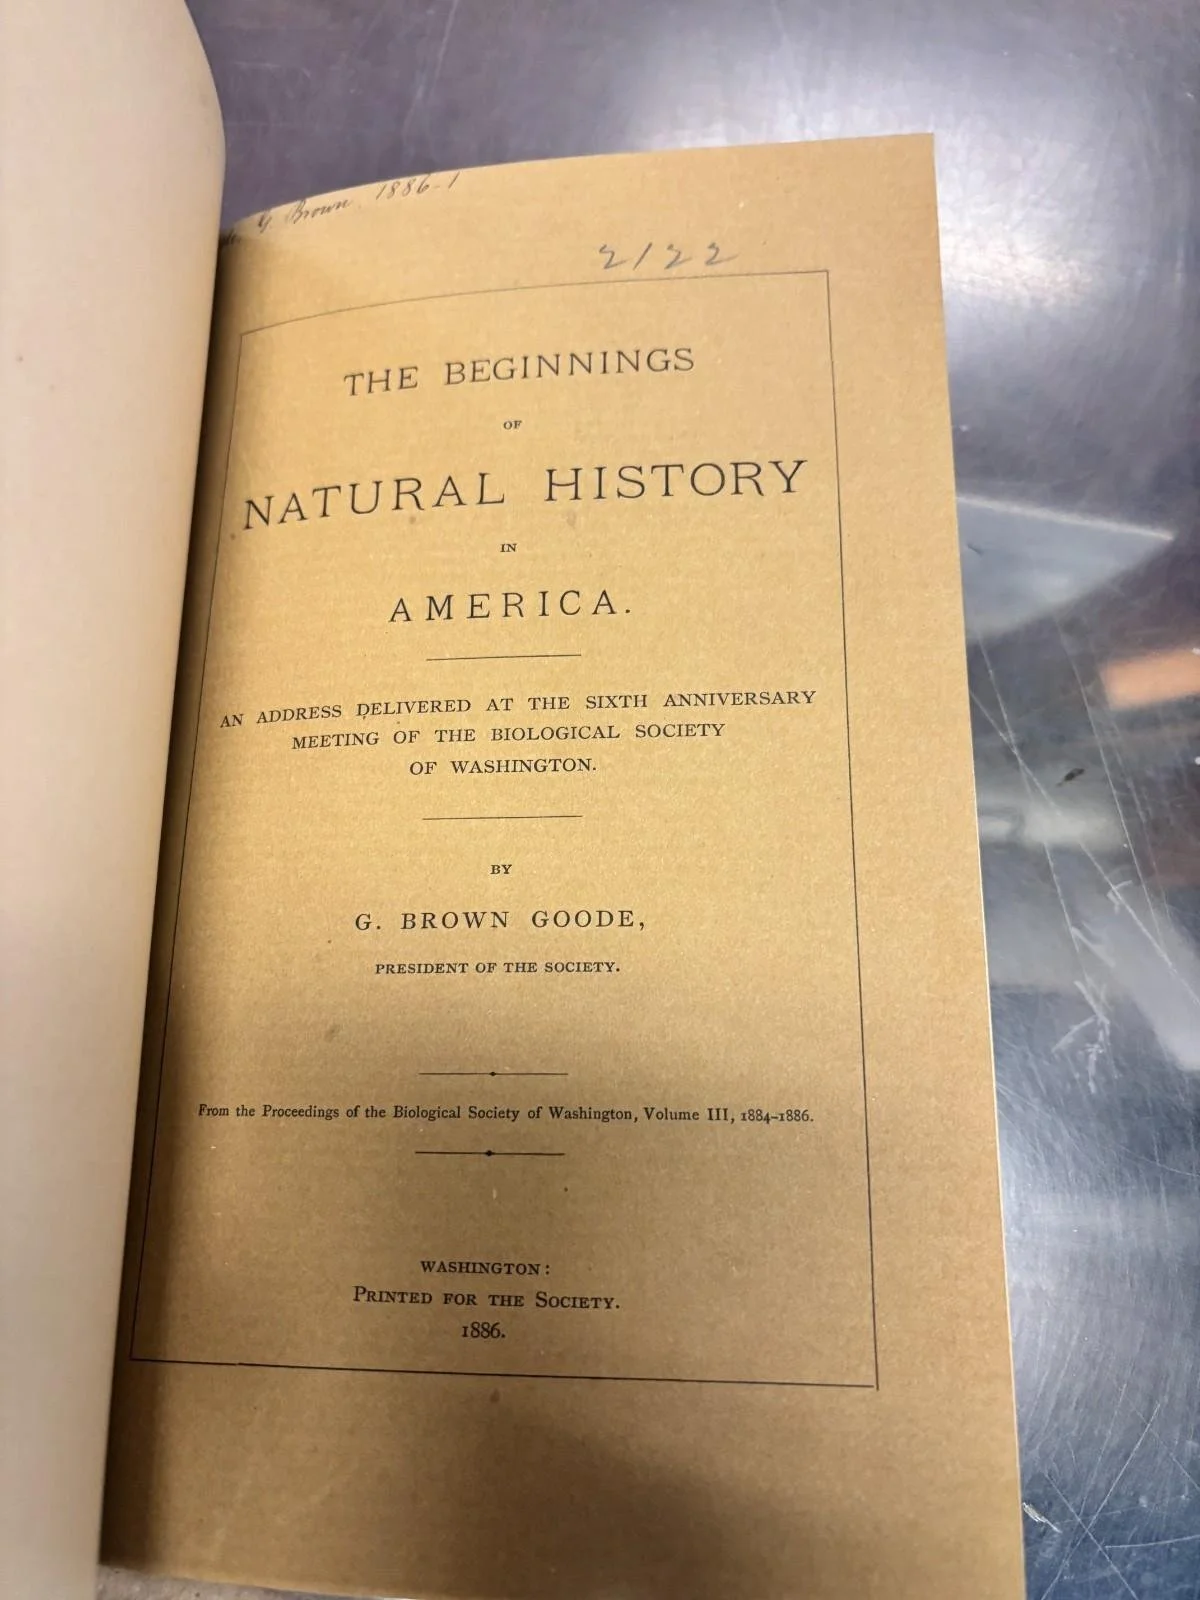 G. Brown. 1886-1
2122
THE BEGINNINGS
OF
NATURAL HISTORY
IN
AMERICA.
AN ADDRESS DELIVERED AT THE SIXTH ANNIVERSARY
MEETING OF THE BIOLOGICAL SOCIETY
OF WASHINGTON.
BY
G. BROWN GOODE,
PRESIDENT OF THE SOCIETY.
From the Proceedings of the Biological Society of Washington, Volume III, 1884–1886.
WASHINGTON:
PRINTED FOR THE SOCIETY.
1886.